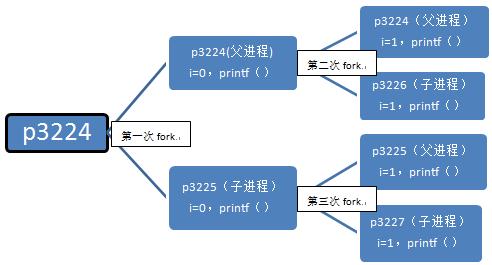 p3224
第一次 fork.
p3224(父进程)
i=0，printf（）
p3225（子进程）
i=0，printf（）
第二次 fork.
第三次 fork.
p3224（父进程）
i=1，printf（）
p3226（子进程）
i=1，printf（）
p3225（父进程）
i=1，printf（）
p3227（子进程）
i=1，printf（）